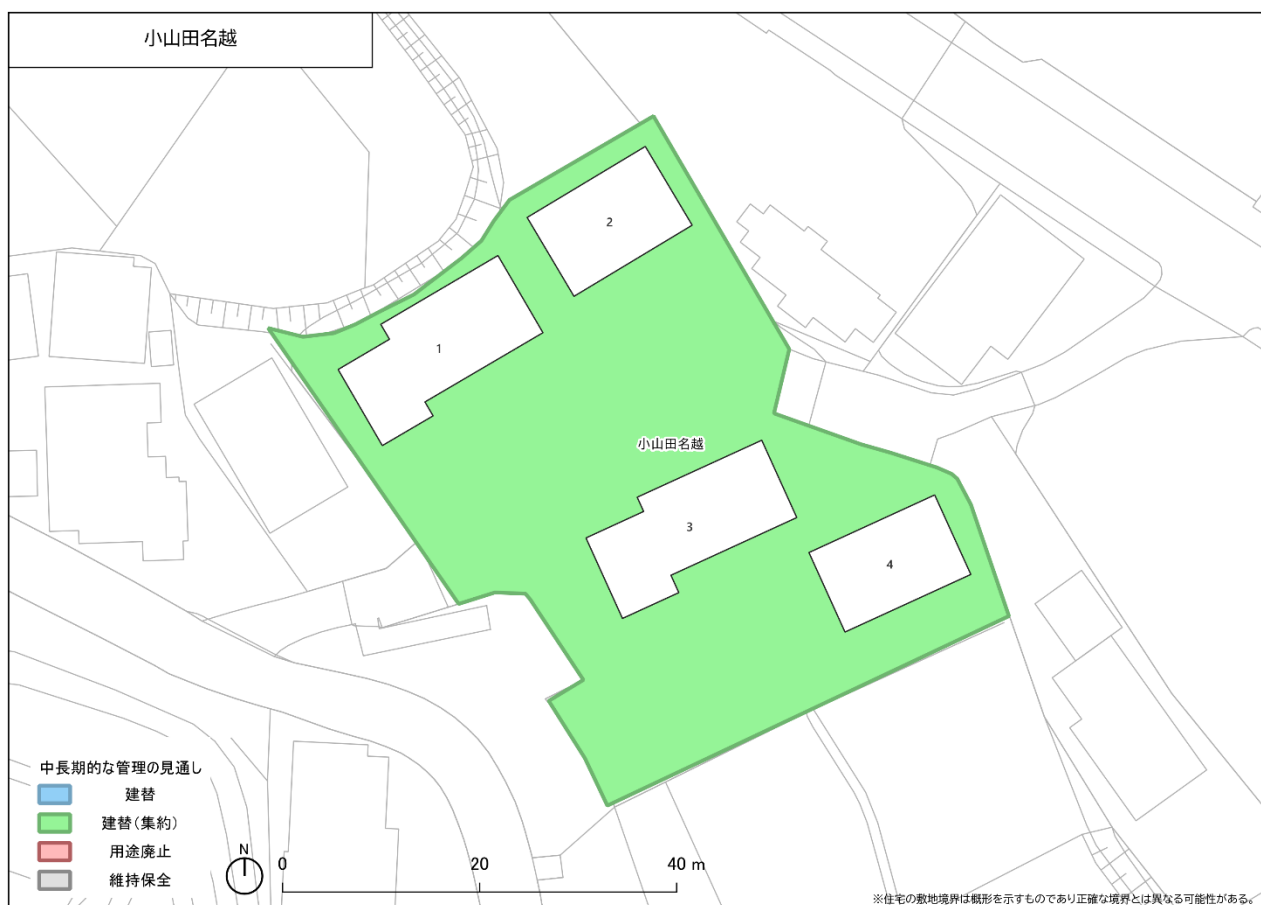 小山田名越
2
1
小山田名越
3
4
中長期的な管理の見通し
建替
建替(集約)
用途廃止
維持保全
N
0 20 40 m
※住宅の敷地境界は概形を示すものであり正確な境界とは異なる可能性がある。